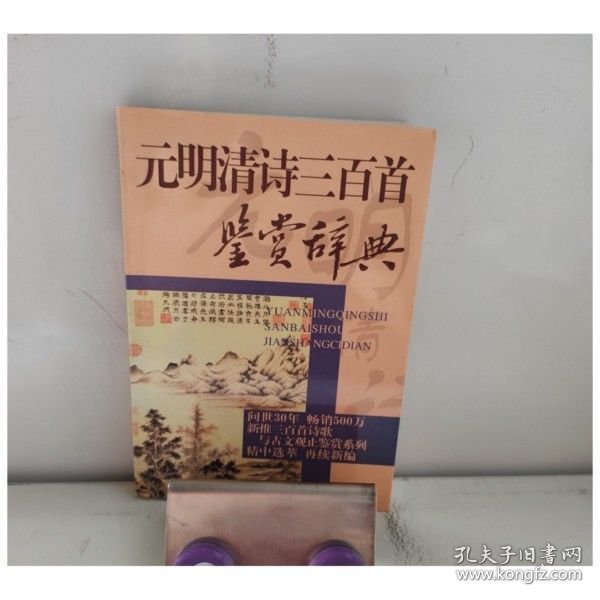 元明清诗三百首
鉴赏辞典
YUANMINGQINGSHI
SANBAISHOU
JIANSHANGCIDIAN
问世30年 畅销500万
新推三百首诗歌
与古文观止鉴赏系列
精中选萃 再续新编
孔夫子旧书网
www.kongfz.com